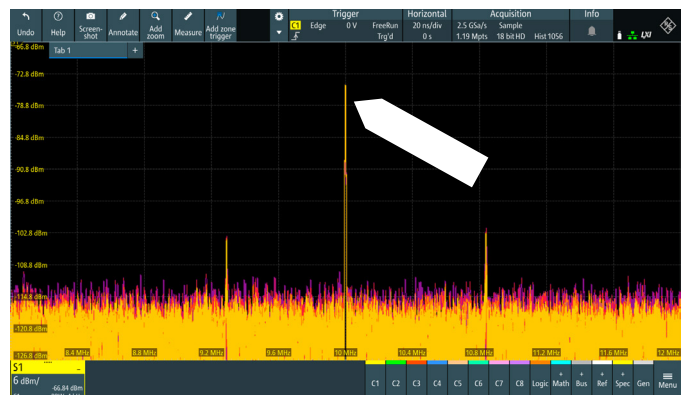 Trigger Horizontal Acquisition Info
Undo Help Screen-shot Annotate Add zoom Measure Add zone trigger
C1 Edge 0 V FreeRun 20 ns/div 2.5 GSa/s Sample
Trig'd 0 s 1.19 Mpts 18 bit HD Hist 1056
LXI
Tab 1 +
-66.8 dBm
-72.8 dBm
-78.8 dBm
-84.8 dBm
-90.8 dBm
-96.8 dBm
-102.8 dBm
-108.8 dBm
-114.8 dBm
-120.8 dBm
-126.8 dBm
8.4 MHz 8.8 MHz 9.2 MHz 9.6 MHz 10 MHz 10.4 MHz 10.8 MHz 11.2 MHz 11.6 MHz 12 MHz
S1
6 dBm/
-66.84 dBm
C1 C2 C3 C4 C5 C6 C7 C8 Logic + Math + Bus + Ref + Spec Gen Menu